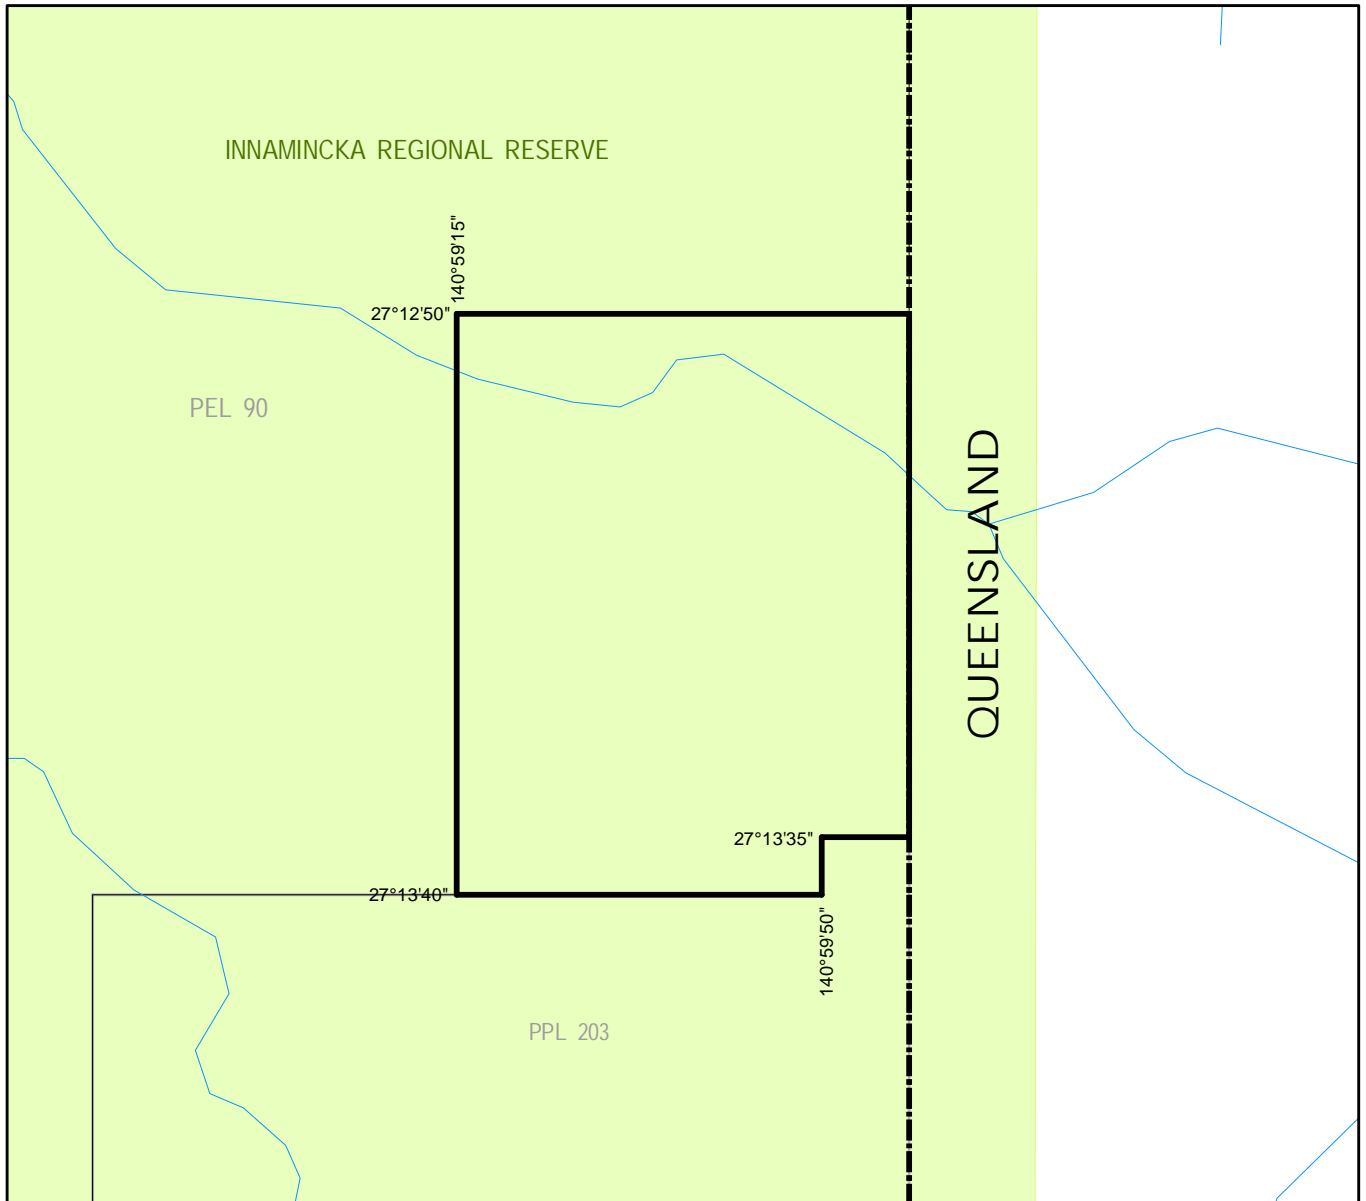 INNAMINCKA REGIONAL RESERVE
140°59'15"
27°12'50"
PEL 90
QUEENSLAND
27°13'35"
27°13'40"
140°59'50"
PPL 203